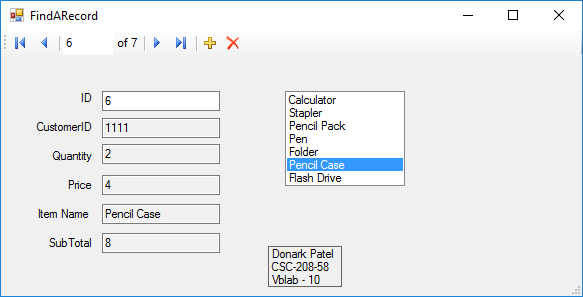 FindARecord
6 of 7
ID 6
CustomerID 1111
Quantity 2
Price 4
Item Name Pencil Case
SubTotal 8
Calculator
Stapler
Pencil Pack
Pen
Folder
Pencil Case
Flash Drive
Donark Patel
CSC-208-58
Vblab - 10